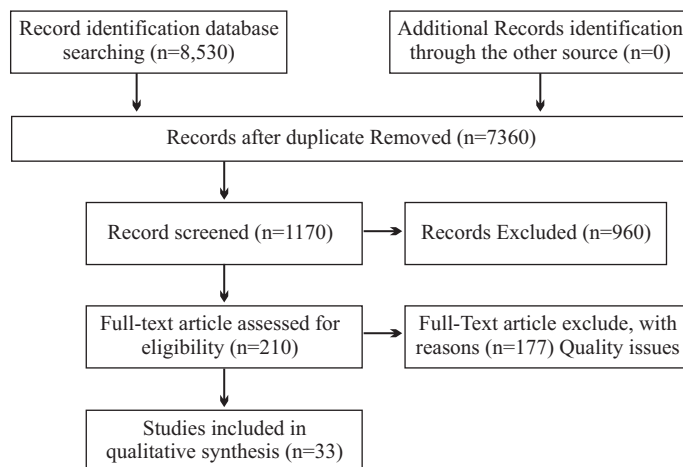 Record identification database
searching (n=8,530)
Additional Records identification
through the other source (n=0)
Records after duplicate Removed (n=7360)
Record screened (n=1170)
Records Excluded (n=960)
Full-text article assessed for
eligibility (n=210)
Full-Text article exclude, with
reasons (n=177) Quality issues
Studies included in
qualitative synthesis (n=33)